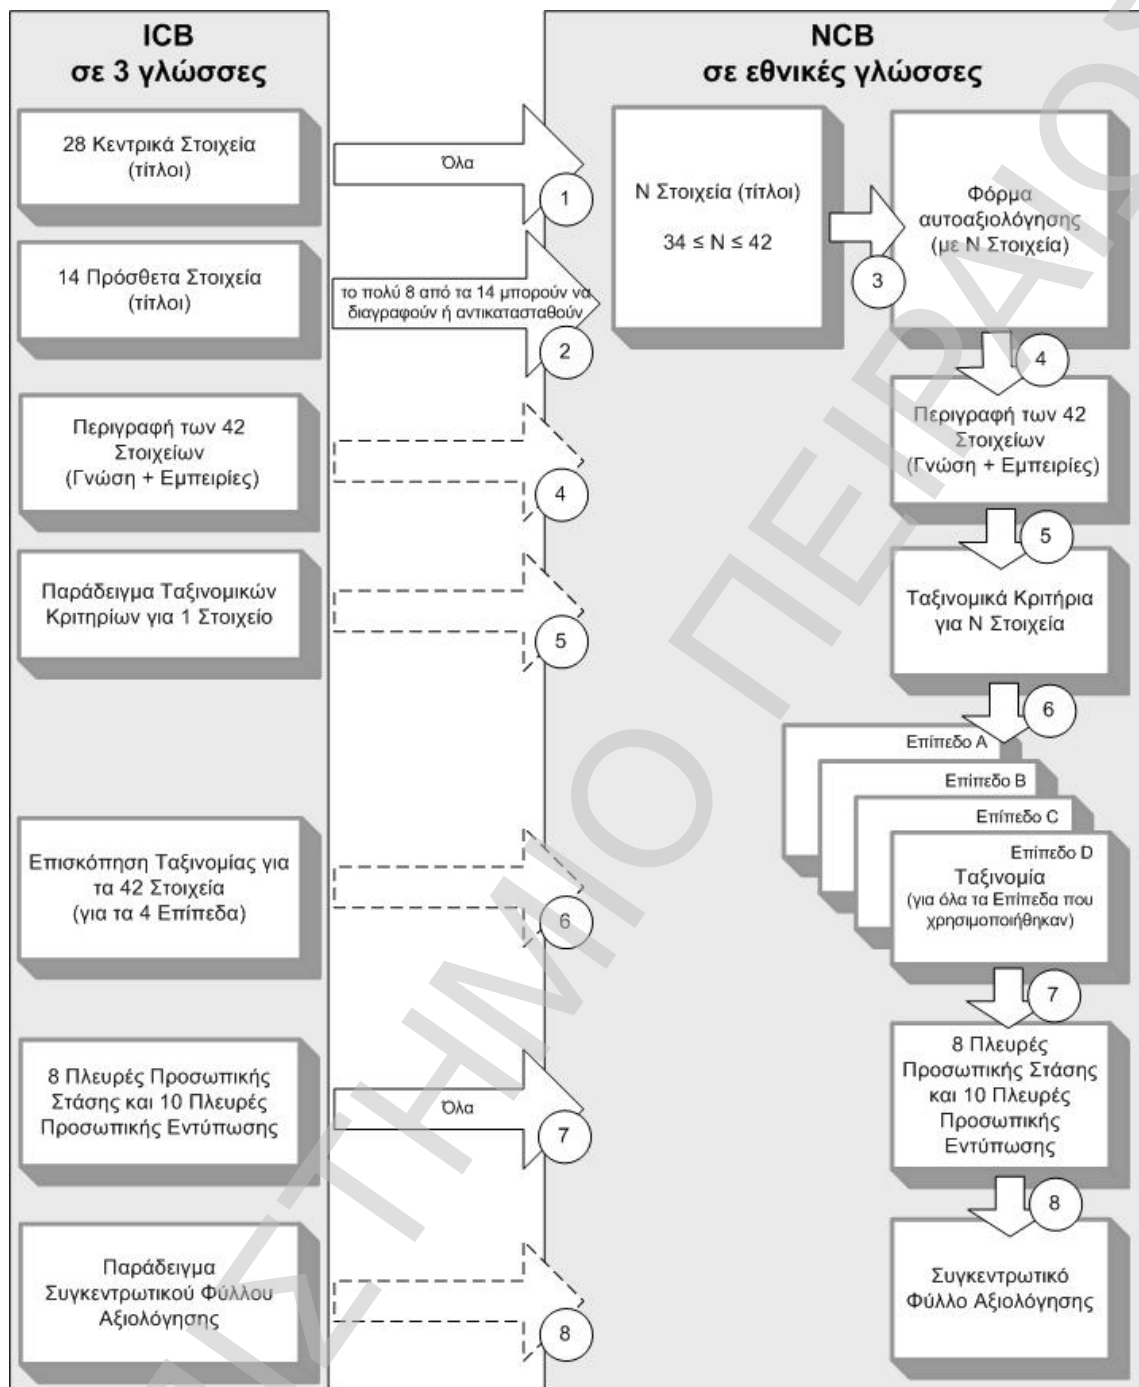 ICB
σε 3 γλώσσες
28 Κεντρικά Στοιχεία
(τίτλοι)
14 Πρόσθετα Στοιχεία
(τίτλοι)
Περιγραφή των 42
Στοιχείων
(Γνώση + Εμπειρίες)
Παράδειγμα Ταξινομικών
Κριτηρίων για 1 Στοιχείο
Επισκόπηση Ταξινομίας για
τα 42 Στοιχεία
(για τα 4 Επίπεδα)
8 Πλευρές Προσωπικής
Στάσης και 10 Πλευρές
Προσωπικής Εντύπωσης
Παράδειγμα
Συγκεντρωτικού Φύλλου
Αξιολόγησης
Όλα
1
το πολύ 8 από τα 14 μπορούν να
διαγραφούν ή αντικατασταθούν
2
4
5
6
Όλα
7
8
NCB
σε εθνικές γλώσσες
Ν Στοιχεία (τίτλοι)
34 ≤ Ν ≤ 42
3
Φόρμα
αυτοαξιολόγησης
(με Ν Στοιχεία)
4
Περιγραφή των 42
Στοιχείων
(Γνώση + Εμπειρίες)
5
Ταξινομικά Κριτήρια
για Ν Στοιχεία
6
Επίπεδο Α
Επίπεδο Β
Επίπεδο C
Επίπεδο D
Ταξινομία
(για όλα τα Επίπεδα που
χρησιμοποιήθηκαν)
7
8 Πλευρές
Προσωπικής Στάσης
και 10 Πλευρές
Προσωπικής
Εντύπωσης
8
Συγκεντρωτικό
Φύλλο Αξιολόγησης
ΙΣΤΗΜΙΟ ΠΕΙΡΑΙΩΣ